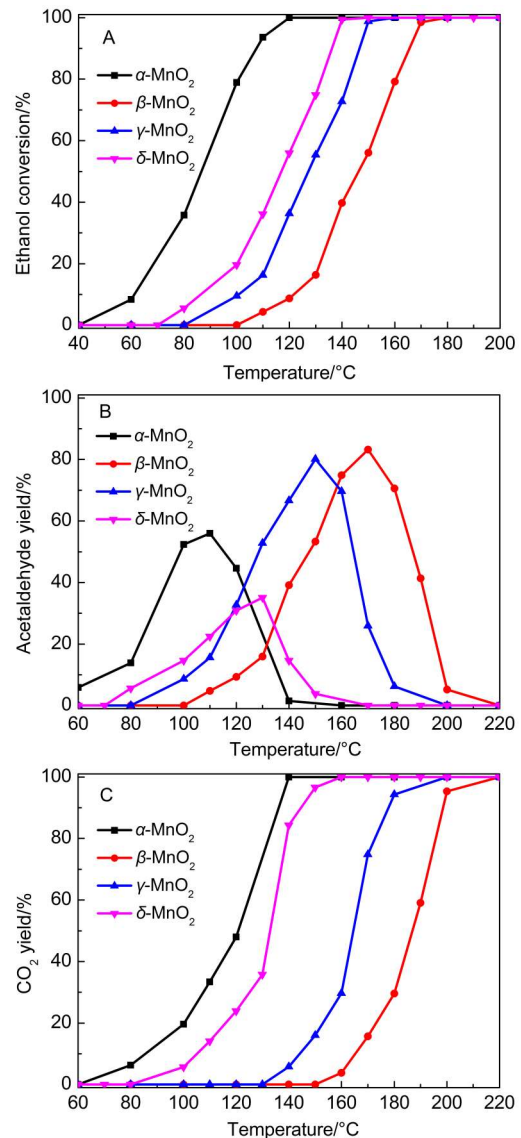 A
α-MnO₂
β-MnO₂
γ-MnO₂
δ-MnO₂
Ethanol conversion/%
100
80
60
40
20
0
40 60 80 100 120 140 160 180 200
Temperature/°C
B
α-MnO₂
β-MnO₂
γ-MnO₂
δ-MnO₂
Acetaldehyde yield/%
100
80
60
40
20
0
60 80 100 120 140 160 180 200 220
Temperature/°C
C
α-MnO₂
β-MnO₂
γ-MnO₂
δ-MnO₂
CO₂ yield/%
100
80
60
40
20
0
60 80 100 120 140 160 180 200 220
Temperature/°C